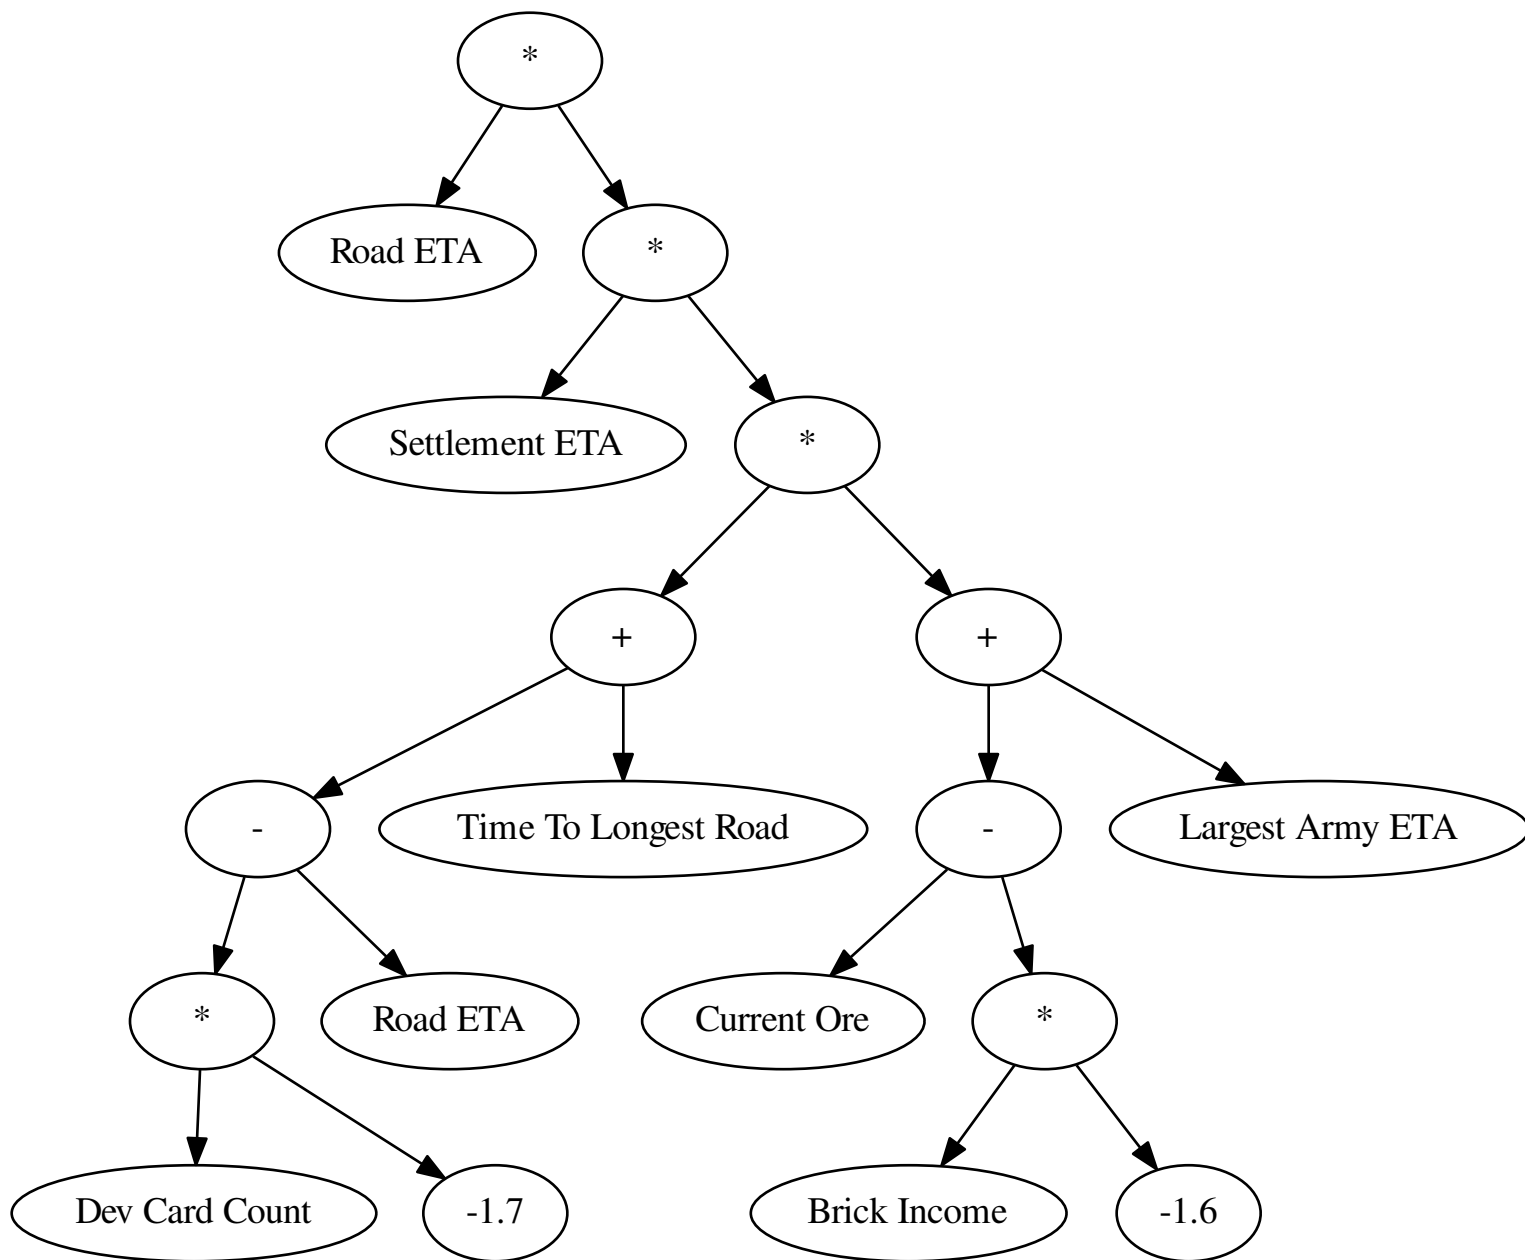 *
Road ETA
*
Settlement ETA
*
+
+
-
Time To Longest Road
-
Largest Army ETA
*
Road ETA
Current Ore
*
Dev Card Count
-1.7
Brick Income
-1.6